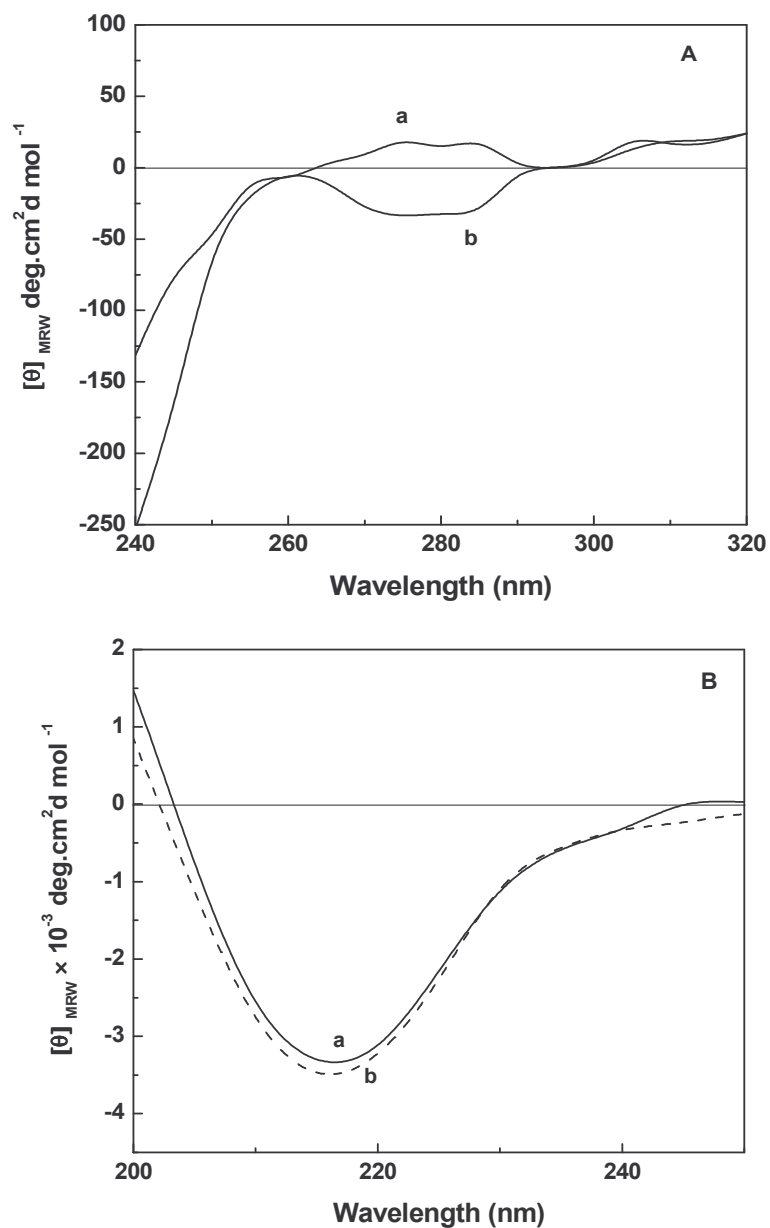 100
A
50
a
0
b
-50
-100
-150
-200
-250
[θ] MRW deg.cm²d mol ⁻¹
240
260
280
300
320
Wavelength (nm)
2
B
1
0
-1
-2
-3
a
b
-4
[θ] MRW × 10⁻³ deg.cm²d mol ⁻¹
200
220
240
Wavelength (nm)